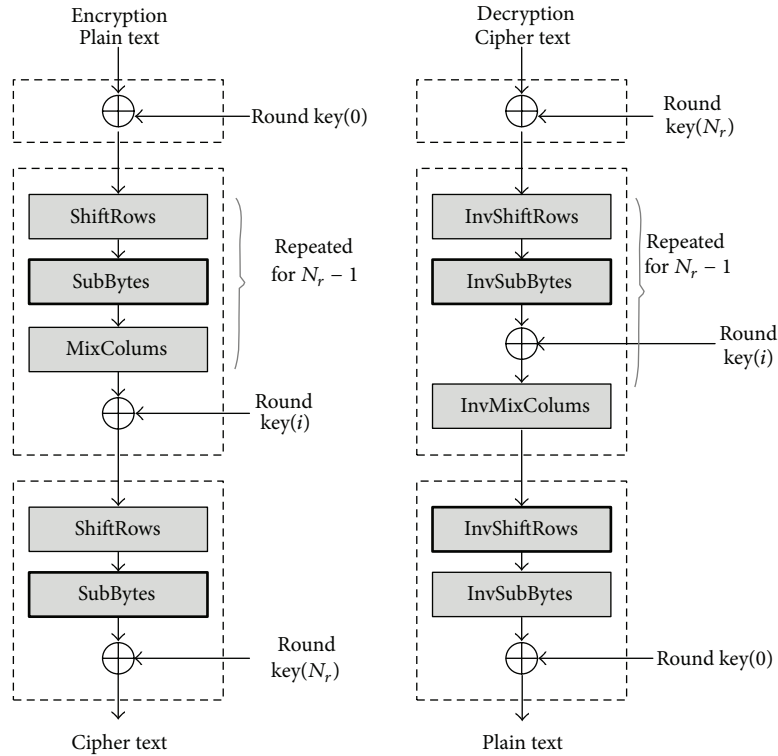 Encryption
Plain text
Round key(0)
ShiftRows
SubBytes
MixColums
Repeated
for N_r − 1
Round
key(i)
ShiftRows
SubBytes
Round
key(N_r)
Cipher text
Decryption
Cipher text
Round
key(N_r)
InvShiftRows
InvSubBytes
Repeated
for N_r − 1
Round
key(i)
InvMixColums
InvShiftRows
InvSubBytes
Round key(0)
Plain text